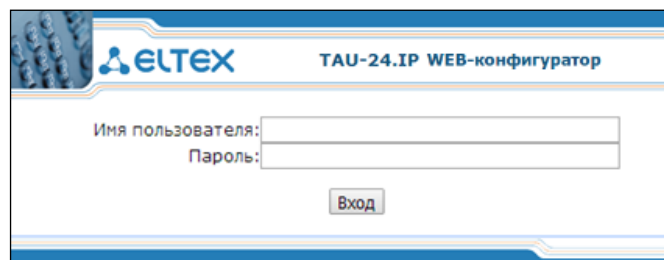 ELTEX
TAU-24.IP WEB-конфигуратор
Имя пользователя:
Пароль:
Вход